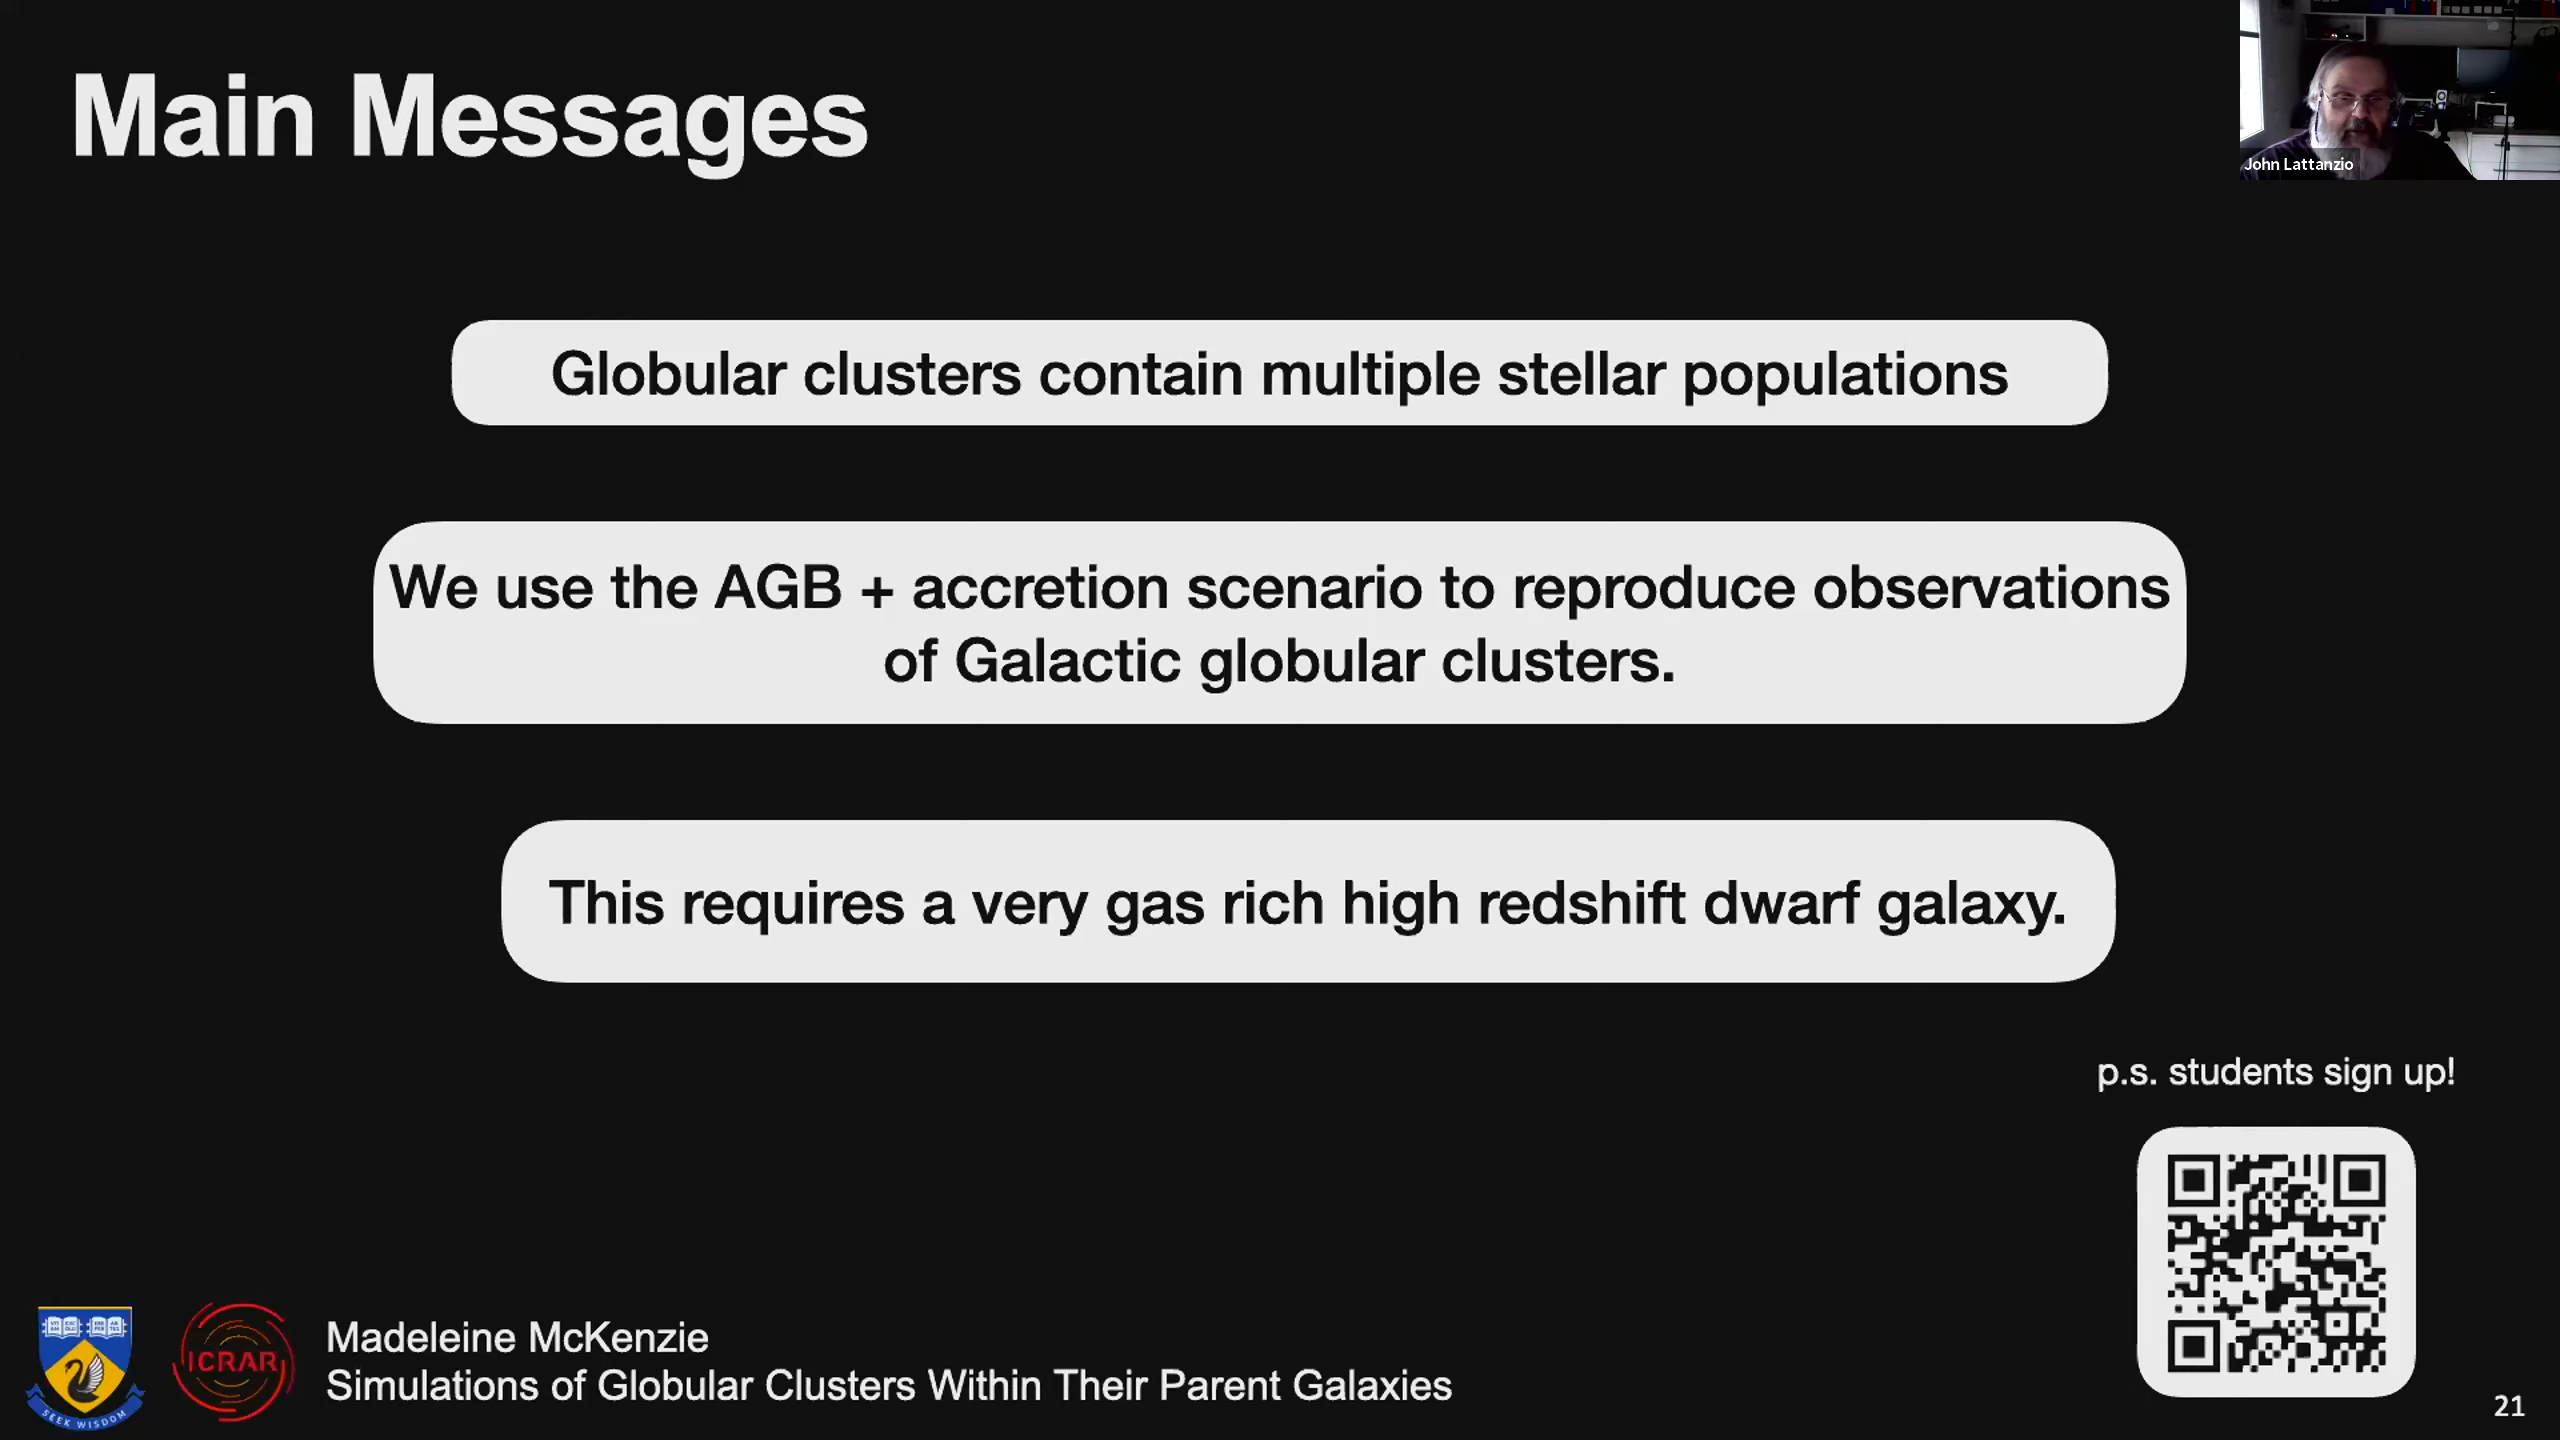 Main Messages
John Lattanzio
Globular clusters contain multiple stellar populations
We use the AGB + accretion scenario to reproduce observations
of Galactic globular clusters.
This requires a very gas rich high redshift dwarf galaxy.
p.s. students sign up!
SEEK WISDOM
ICRAR
Madeleine McKenzie
Simulations of Globular Clusters Within Their Parent Galaxies
21